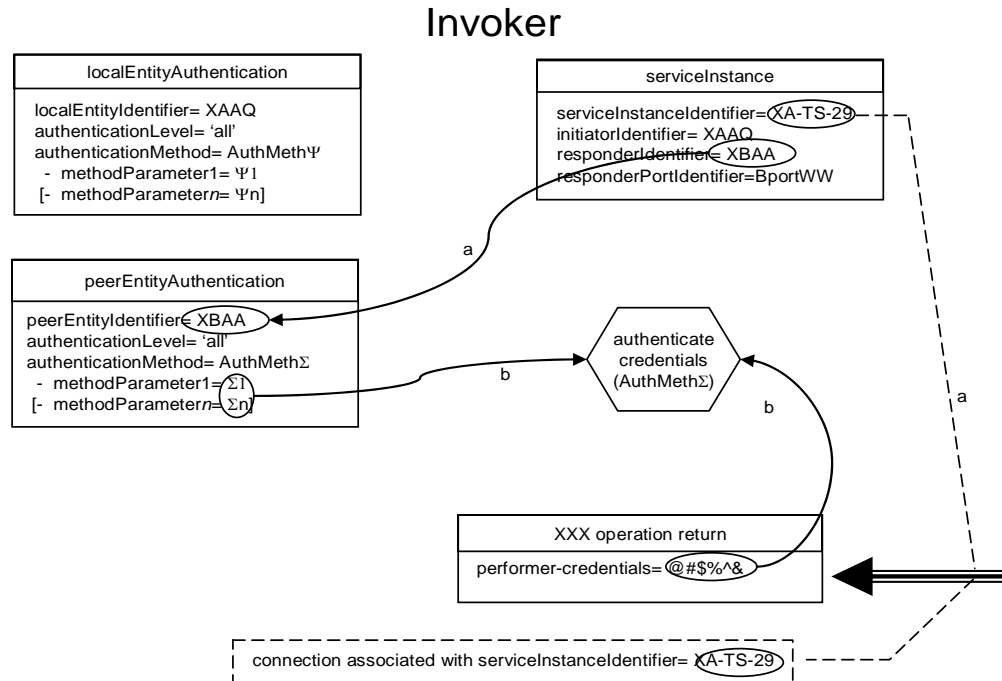 Invoker
localEntityAuthentication
localEntityIdentifier= XAAQ
authenticationLevel= ‘all’
authenticationMethod= AuthMethΨ
- methodParameter1= Ψ1
[- methodParametern= Ψn]
serviceInstance
serviceInstanceIdentifier= XA-TS-29
initiatorIdentifier= XAAQ
responderIdentifier= XBAA
responderPortIdentifier=BportWW
a
peerEntityAuthentication
peerEntityIdentifier= XBAA
authenticationLevel= ‘all’
authenticationMethod= AuthMethΣ
- methodParameter1= Σ1
[- methodParametern= Σn]
b
authenticate
credentials
(AuthMethΣ)
b
a
XXX operation return
performer-credentials= @#$%^&
connection associated with serviceInstanceIdentifier= XA-TS-29